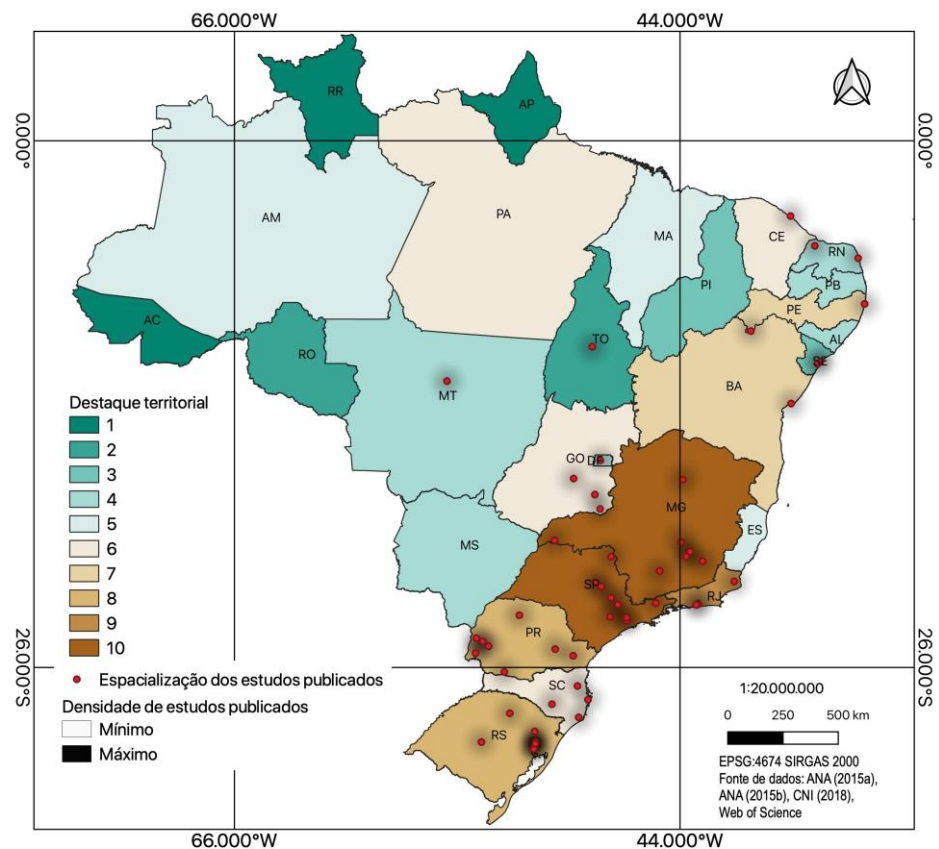 66.000°W
44.000°W
0.000°
0.000°
RR
AP
AM
PA
MA
CE
RN
PB
PI
PE
AL
AC
TO
SE
RO
BA
MT
GO
DF
MG
ES
MS
SP
RJ
PR
SC
RS
Destaque territorial
1
2
3
4
5
6
7
8
9
10
Espacialização dos estudos publicados
Densidade de estudos publicados
Mínimo
Máximo
26.000°S
26.000°S
1:20.000.000
0 250 500 km
EPSG:4674 SIRGAS 2000
Fonte de dados: ANA (2015a),
ANA (2015b), CNI (2018),
Web of Science
66.000°W
44.000°W